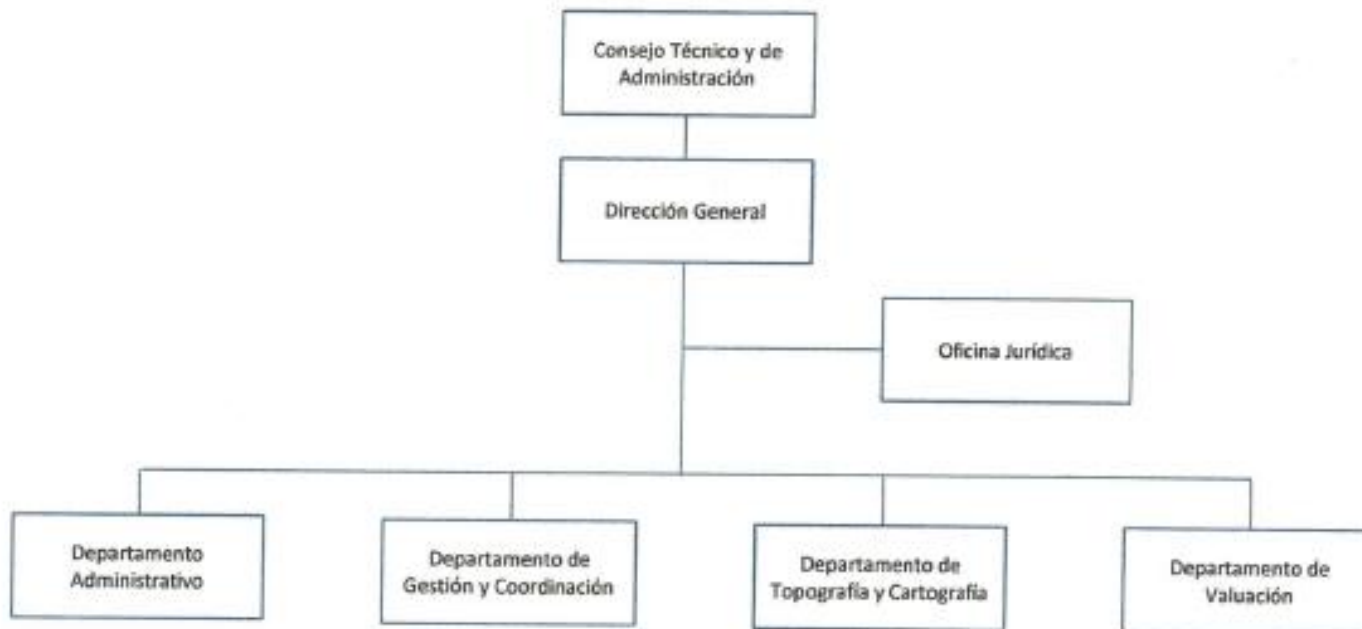 Consejo Técnico y de
Administración
Dirección General
Oficina Jurídica
Departamento
Administrativo
Departamento de
Gestión y Coordinación
Departamento de
Topografía y Cartografía
Departamento de
Valuación